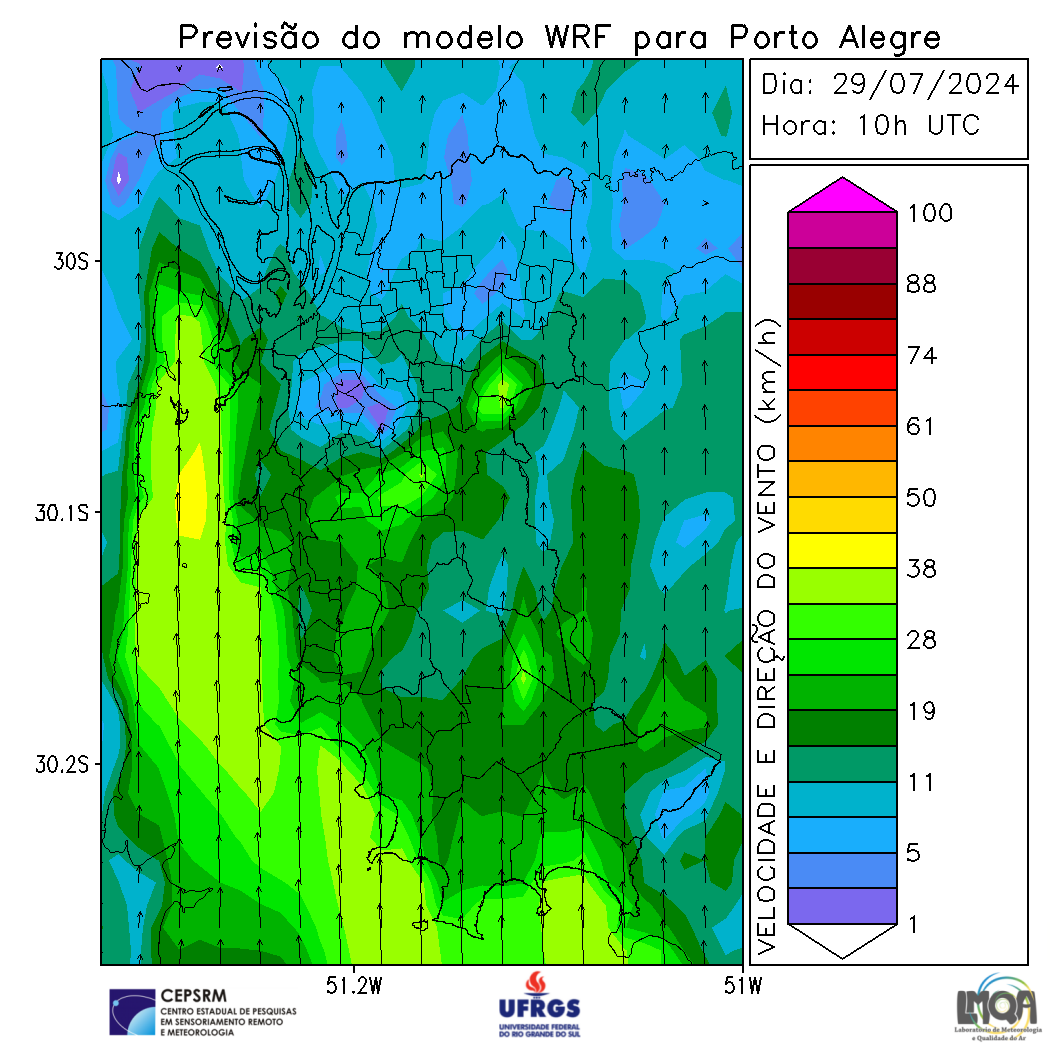 Previsão do modelo WRF para Porto Alegre
Dia: 29/07/2024
Hora: 10h UTC
30S
30.1S
30.2S
51.2W
51W
VELOCIDADE E DIREÇÃO DO VENTO (km/h)
100
88
74
61
50
38
28
19
11
5
1
CEPSRM
CENTRO ESTADUAL DE PESQUISAS
EM SENSORIAMENTO REMOTO
E METEOROLOGIA
UFRGS
UNIVERSIDADE FEDERAL
DO RIO GRANDE DO SUL
LMQA
Laboratório de Meteorologia
e Qualidade do Ar